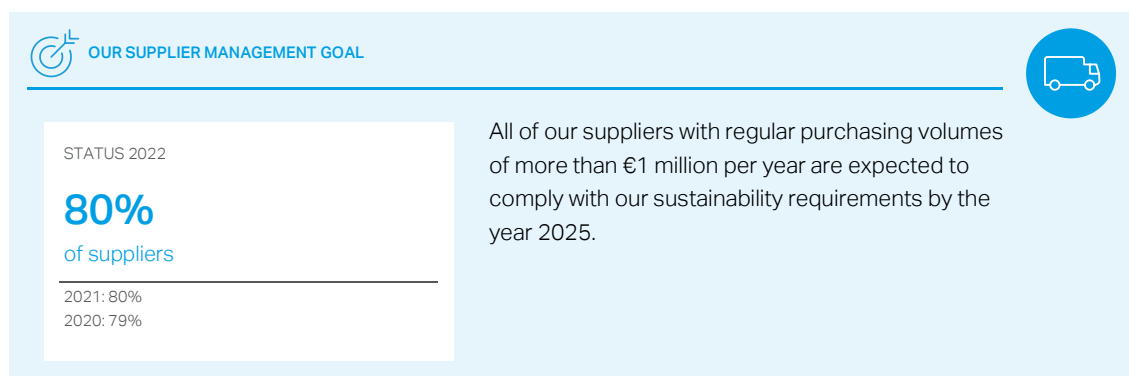 OUR SUPPLIER MANAGEMENT GOAL
STATUS 2022
80%
of suppliers
2021: 80%
2020: 79%
All of our suppliers with regular purchasing volumes
of more than €1 million per year are expected to
comply with our sustainability requirements by the
year 2025.